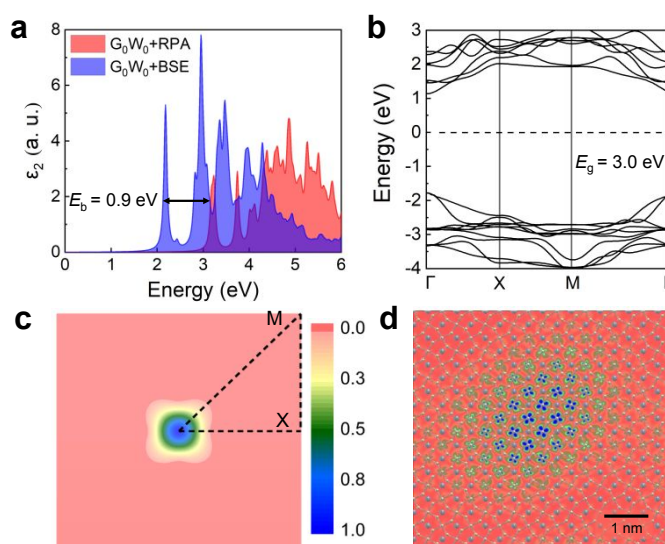 a
8
6
4
2
0
ε2 (a. u.)
G0W0+RPA
G0W0+BSE
Eb = 0.9 eV
0 1 2 3 4 5 6
Energy (eV)
b
3
2
1
0
-1
-2
-3
-4
Energy (eV)
Eg = 3.0 eV
Γ X M
c
M
X
0.0
0.3
0.5
0.8
1.0
d
1 nm